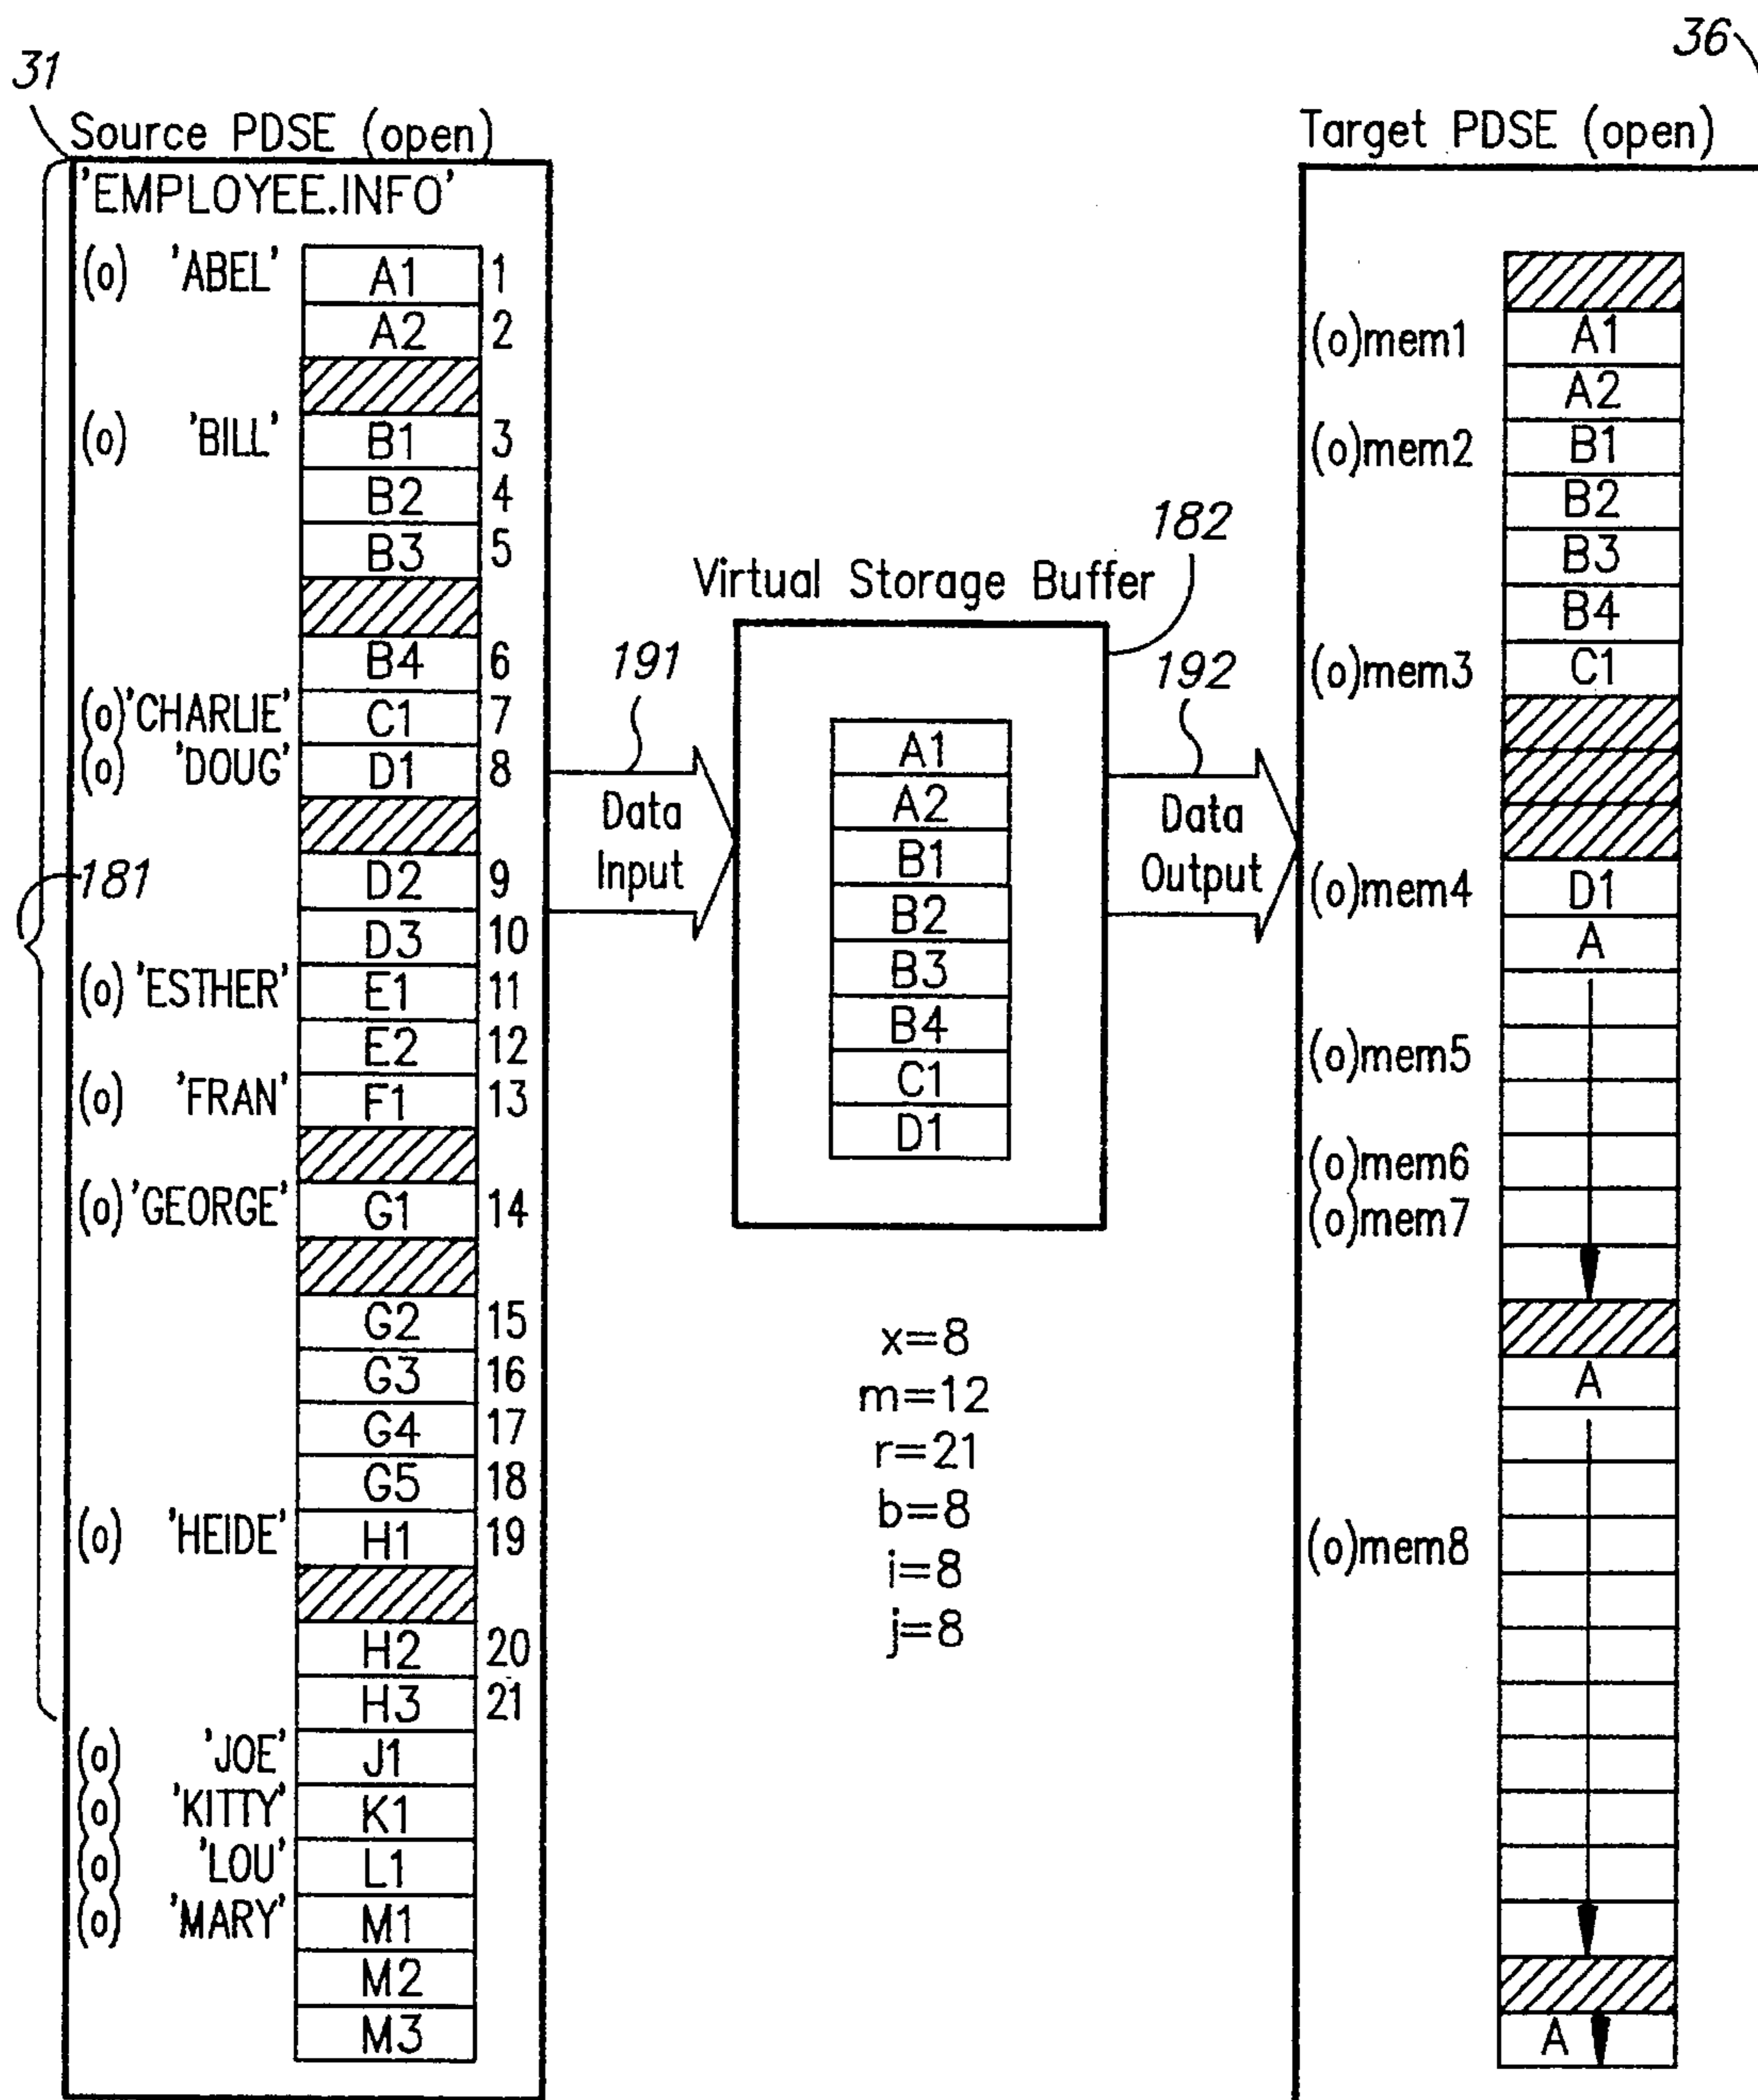 31
Source PDSE (open)
'EMPLOYEE.INFO'
(o) 'ABEL' A1 1
A2 2
(o) 'BILL' B1 3
B2 4
B3 5
B4 6
(o) 'CHARLIE' C1 7
(o) 'DOUG' D1 8
D2 9
181
D3 10
(o) 'ESTHER' E1 11
E2 12
(o) 'FRAN' F1 13
(o) 'GEORGE' G1 14
G2 15
G3 16
G4 17
G5 18
(o) 'HEIDE' H1 19
H2 20
H3 21
(o) 'JOE' J1
(o) 'KITTY' K1
(o) 'LOU' L1
(o) 'MARY' M1
M2
M3
191
Data
Input
182
Virtual Storage Buffer
A1
A2
B1
B2
B3
B4
C1
D1
x=8
m=12
r=21
b=8
i=8
j=8
192
Data
Output
36
Target PDSE (open)
(o)mem1 A1
A2
(o)mem2 B1
B2
B3
B4
(o)mem3 C1
(o)mem4 D1
A
(o)mem5
(o)mem6
(o)mem7
A
(o)mem8
A